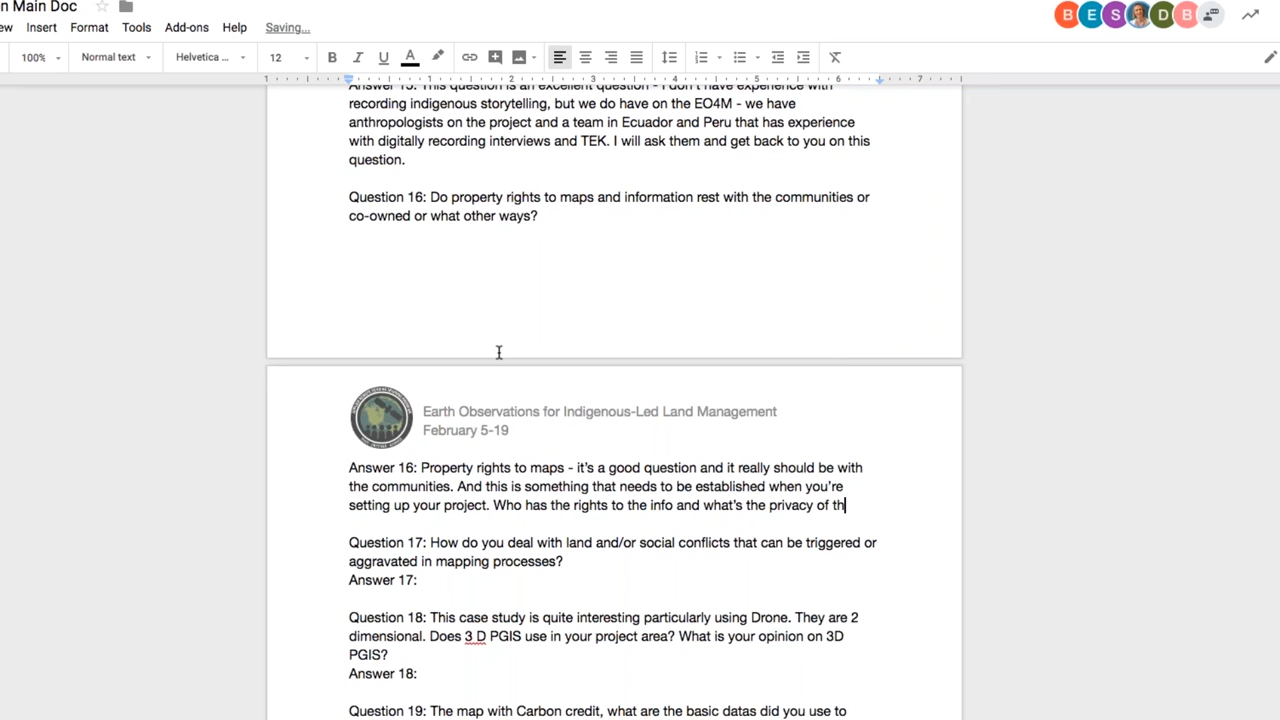 n Main Doc
ew Insert Format Tools Add-ons Help Saving...
100% Normal text Helvetica ... 12 B I U A
1 1 2 3 4 5 6 7
B E S D B
Answer 15: This question is an excellent question - I don't have experience with
recording indigenous storytelling, but we do have on the EO4M - we have
anthropologists on the project and a team in Ecuador and Peru that has experience
with digitally recording interviews and TEK. I will ask them and get back to you on this
question.
Question 16: Do property rights to maps and information rest with the communities or
co-owned or what other ways?
Earth Observations for Indigenous-Led Land Management
February 5-19
Answer 16: Property rights to maps - it's a good question and it really should be with
the communities. And this is something that needs to be established when you're
setting up your project. Who has the rights to the info and what's the privacy of th
Question 17: How do you deal with land and/or social conflicts that can be triggered or
aggravated in mapping processes?
Answer 17:
Question 18: This case study is quite interesting particularly using Drone. They are 2
dimensional. Does 3 D PGIS use in your project area? What is your opinion on 3D
PGIS?
Answer 18:
Question 19: The map with Carbon credit, what are the basic datas did you use to